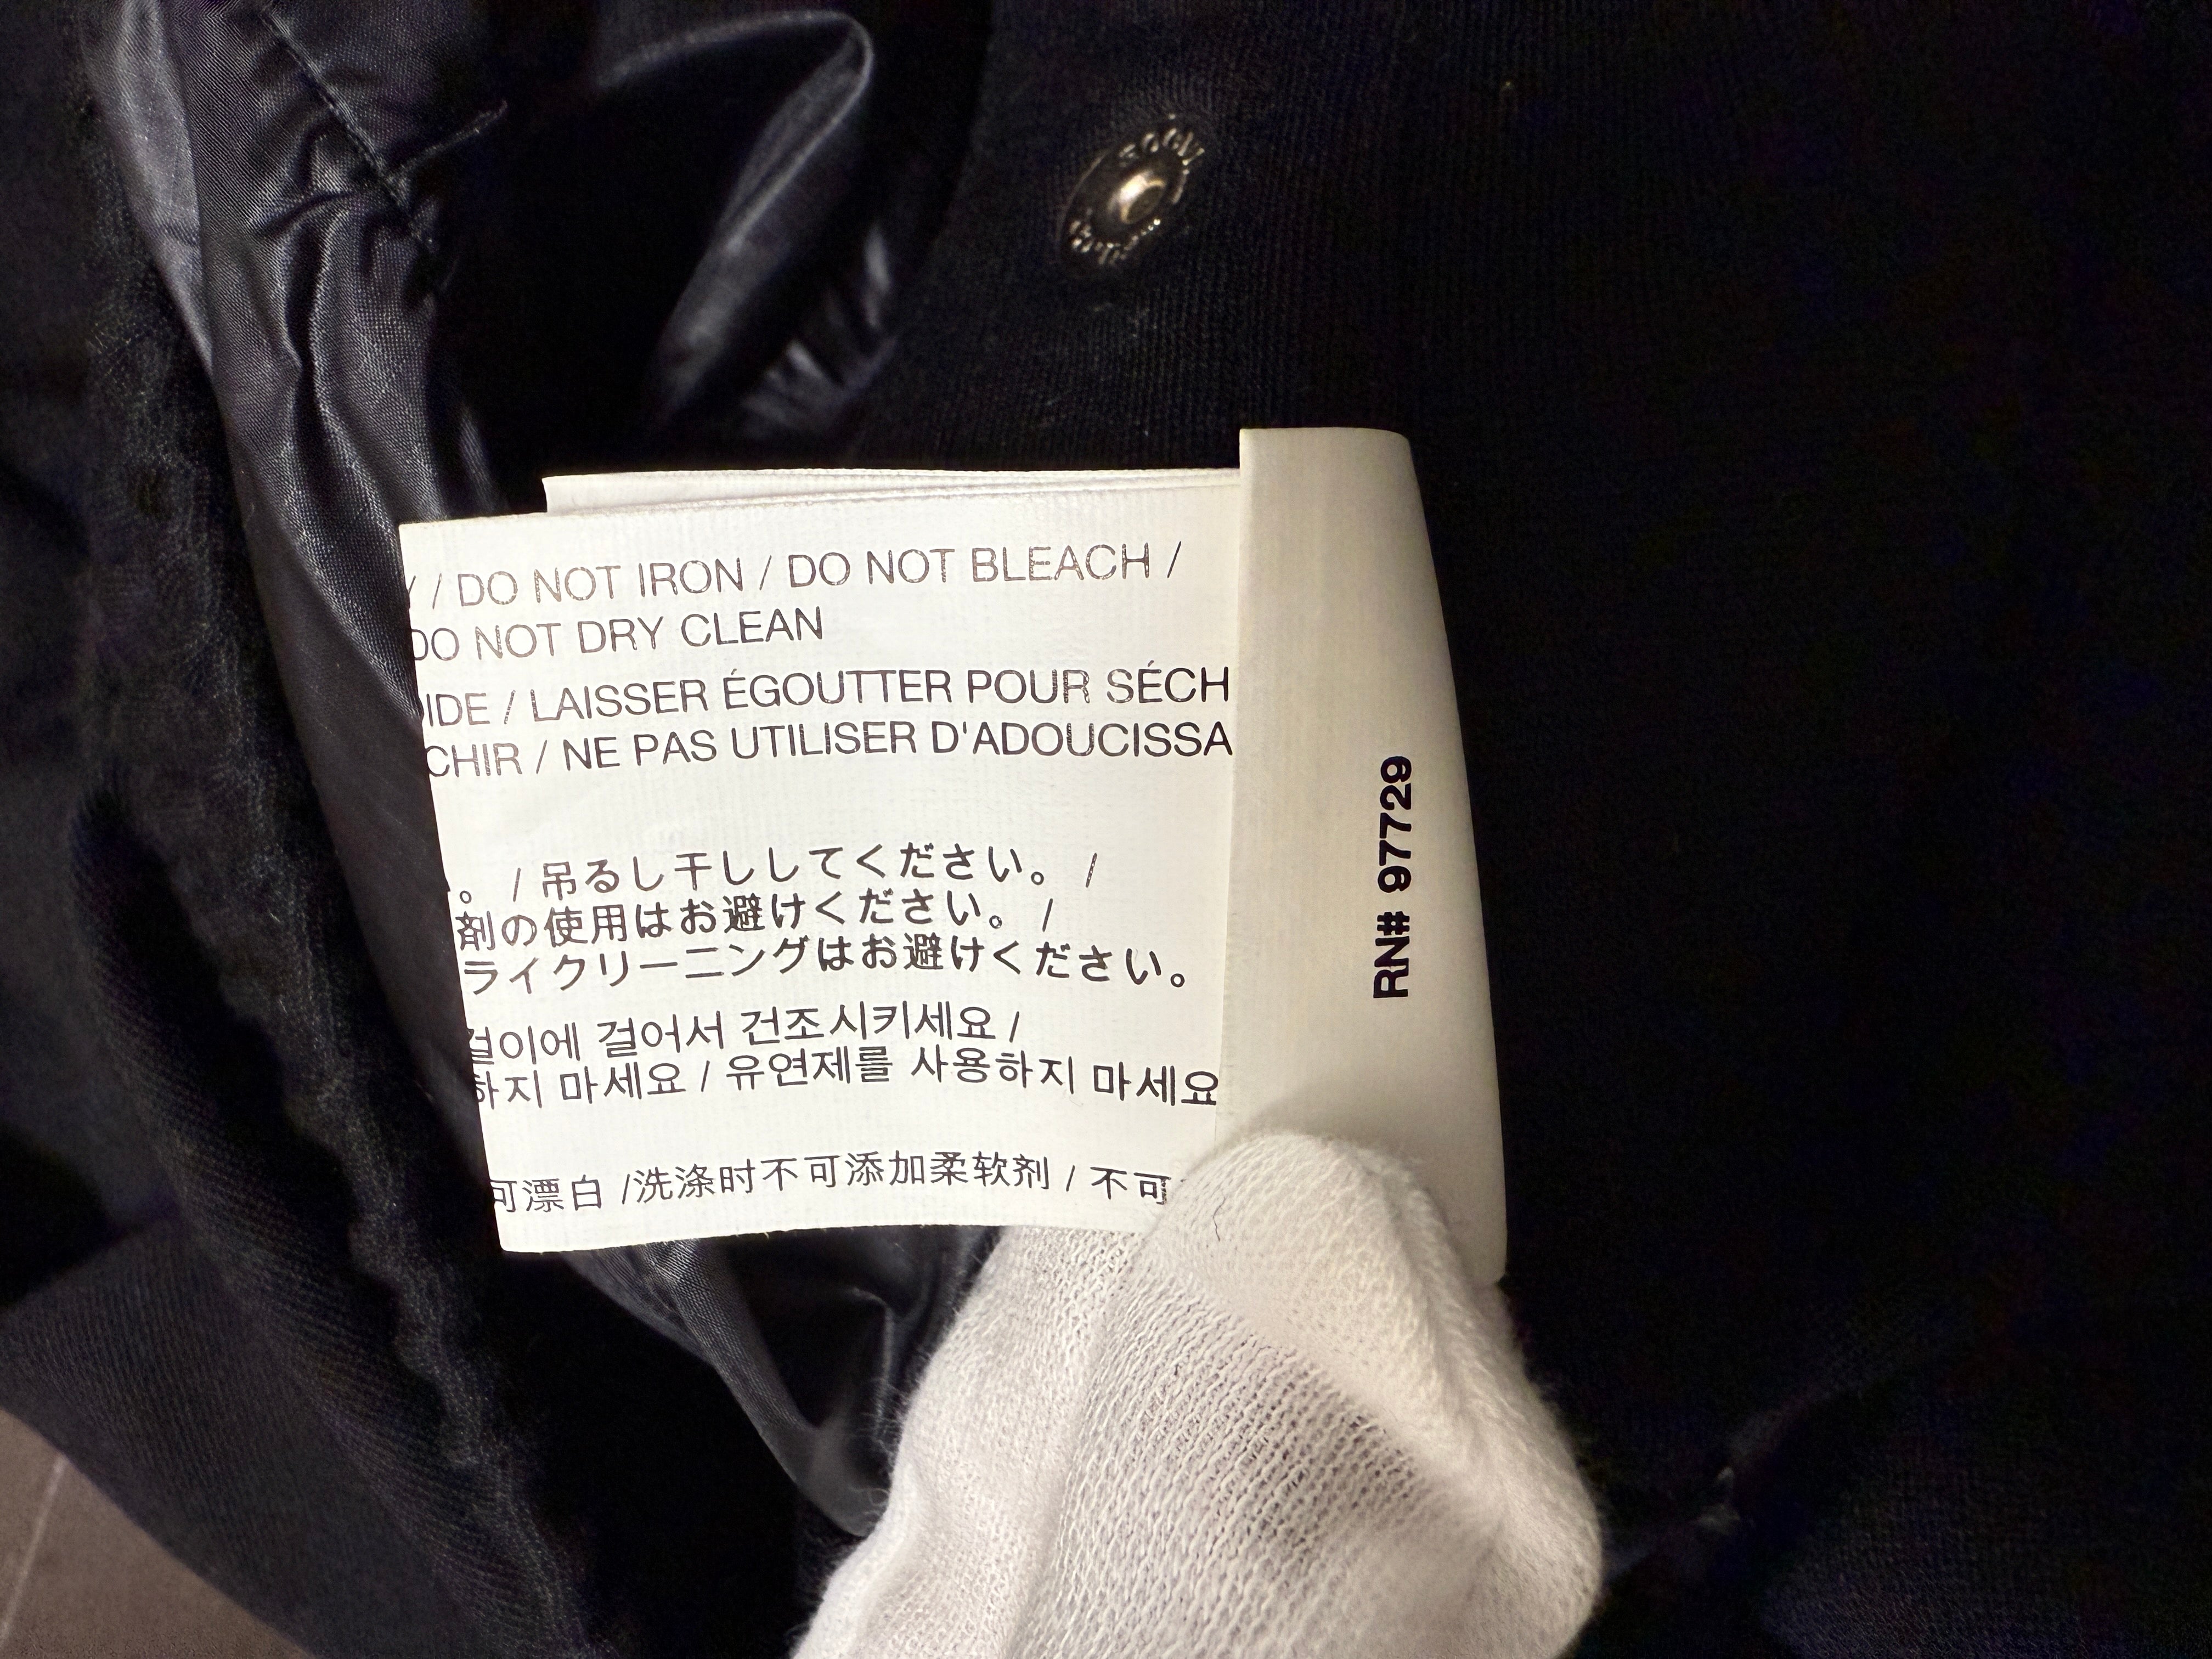 / DO NOT IRON / DO NOT BLEACH /
DO NOT DRY CLEAN
IDE / LAISSER ÉGOUTTER POUR SÉCH
CHIR / NE PAS UTILISER D'ADOUCISSA
。 / 吊るし干ししてください。 /
剤の使用はお避けください。 /
ライクリーニングはお避けください。
걸이에 걸어서 건조시키세요 /
하지 마세요 / 유연제를 사용하지 마세요
可漂白 /洗涤时不可添加柔软剂 / 不可
RN# 97729